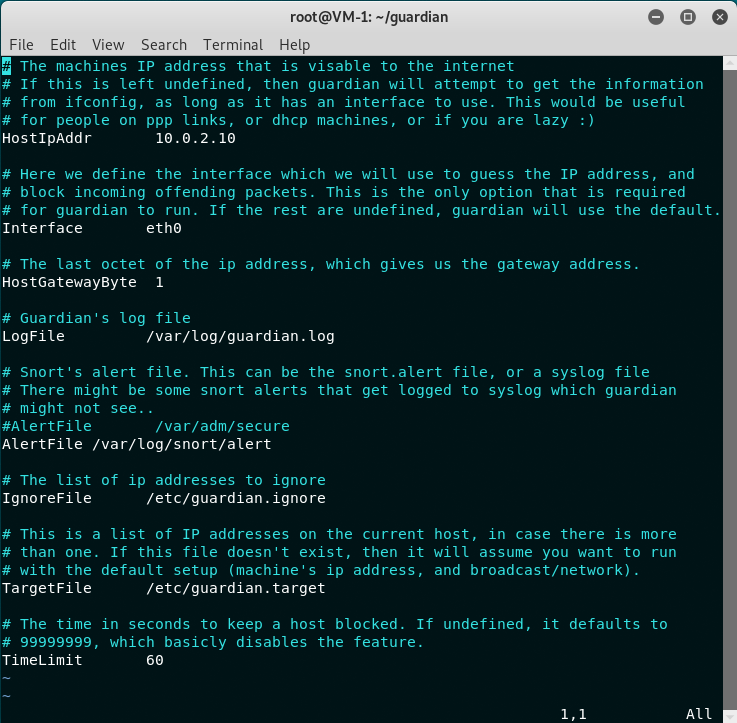 root@VM-1: ~/guardian
File Edit View Search Terminal Help
# The machines IP address that is visable to the internet
# If this is left undefined, then guardian will attempt to get the information
# from ifconfig, as long as it has an interface to use. This would be useful
# for people on ppp links, or dhcp machines, or if you are lazy :)
HostIpAddr       10.0.2.10
# Here we define the interface which we will use to guess the IP address, and
# block incoming offending packets. This is the only option that is required
# for guardian to run. If the rest are undefined, guardian will use the default.
Interface       eth0
# The last octet of the ip address, which gives us the gateway address.
HostGatewayByte  1
# Guardian's log file
LogFile         /var/log/guardian.log
# Snort's alert file. This can be the snort.alert file, or a syslog file
# There might be some snort alerts that get logged to syslog which guardian
# might not see..
#AlertFile       /var/adm/secure
AlertFile /var/log/snort/alert
# The list of ip addresses to ignore
IgnoreFile      /etc/guardian.ignore
# This is a list of IP addresses on the current host, in case there is more
# than one. If this file doesn't exist, then it will assume you want to run
# with the default setup (machine's ip address, and broadcast/network).
TargetFile      /etc/guardian.target
# The time in seconds to keep a host blocked. If undefined, it defaults to
# 99999999, which basicly disables the feature.
TimeLimit       60
~
~
1,1           All